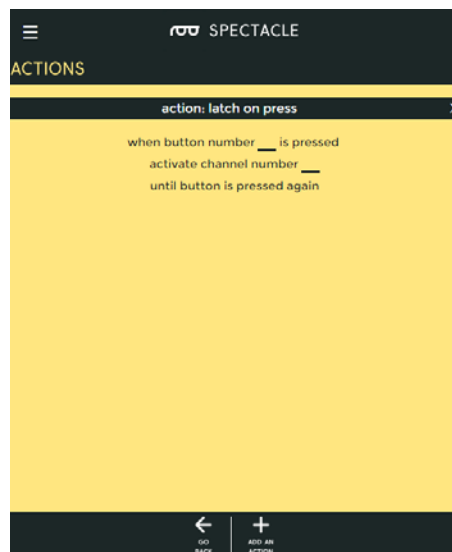 SPECTACLE
ACTIONS
action: latch on press
when button number __ is pressed
activate channel number __
until button is pressed again
GO BACK
ADD AN ACTION